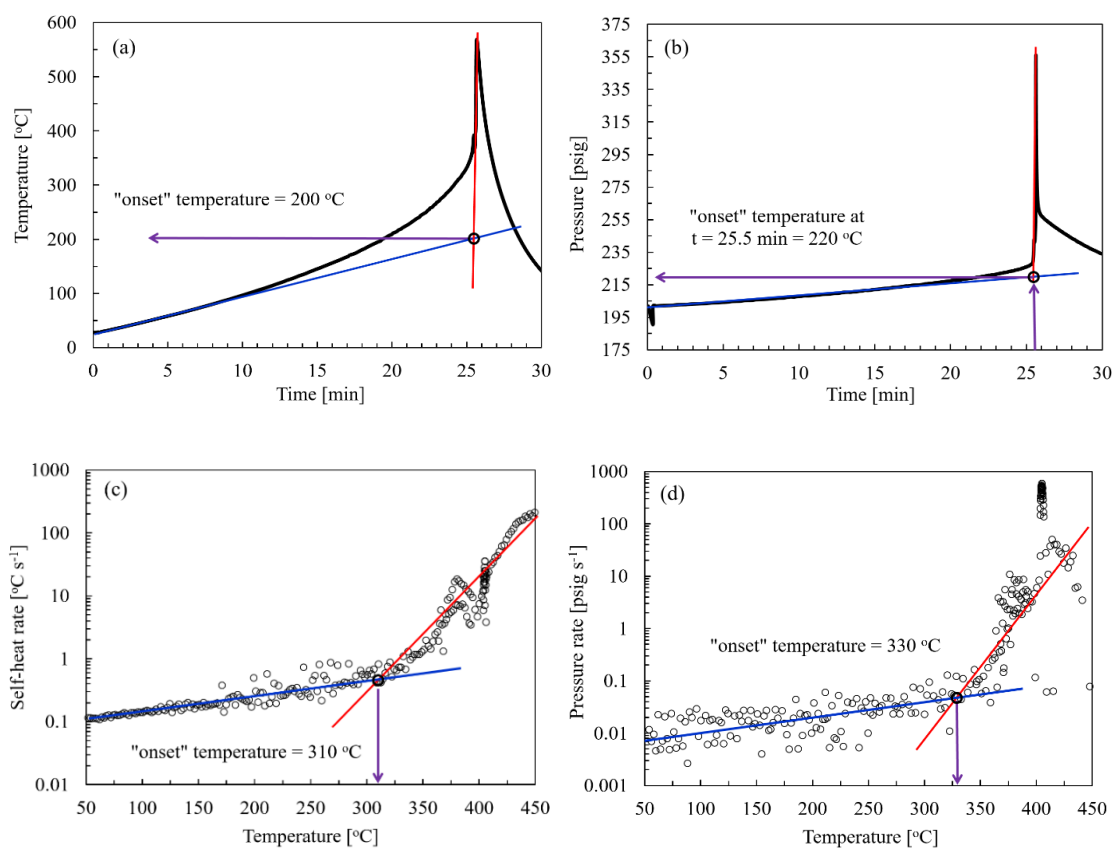 (a)
Temperature [°C]
600
500
400
300
200
100
0
"onset" temperature = 200 °C
0 5 10 15 20 25 30
Time [min]
(b)
Pressure [psig]
375
355
335
315
295
275
255
235
215
195
175
"onset" temperature at
t = 25.5 min = 220 °C
0 5 10 15 20 25 30
Time [min]
(c)
Self-heat rate [°C s⁻¹]
1000
100
10
1
0.1
0.01
"onset" temperature = 310 °C
50 100 150 200 250 300 350 400 450
Temperature [°C]
(d)
Pressure rate [psig s⁻¹]
1000
100
10
1
0.1
0.01
0.001
"onset" temperature = 330 °C
50 100 150 200 250 300 350 400 450
Temperature [°C]